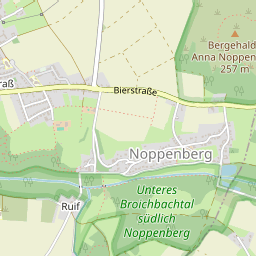 Bergehald
Anna Noppen
257 m
raß
Bierstraße
Noppenberg
Unteres
Broichbachtal
südlich
Noppenberg
Ruif